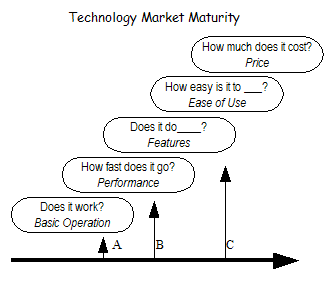 Technology Market Maturity
How much does it cost?
Price
How easy is it to ___?
Ease of Use
Does it do____?
Features
How fast does it go?
Performance
Does it work?
Basic Operation
A
B
C